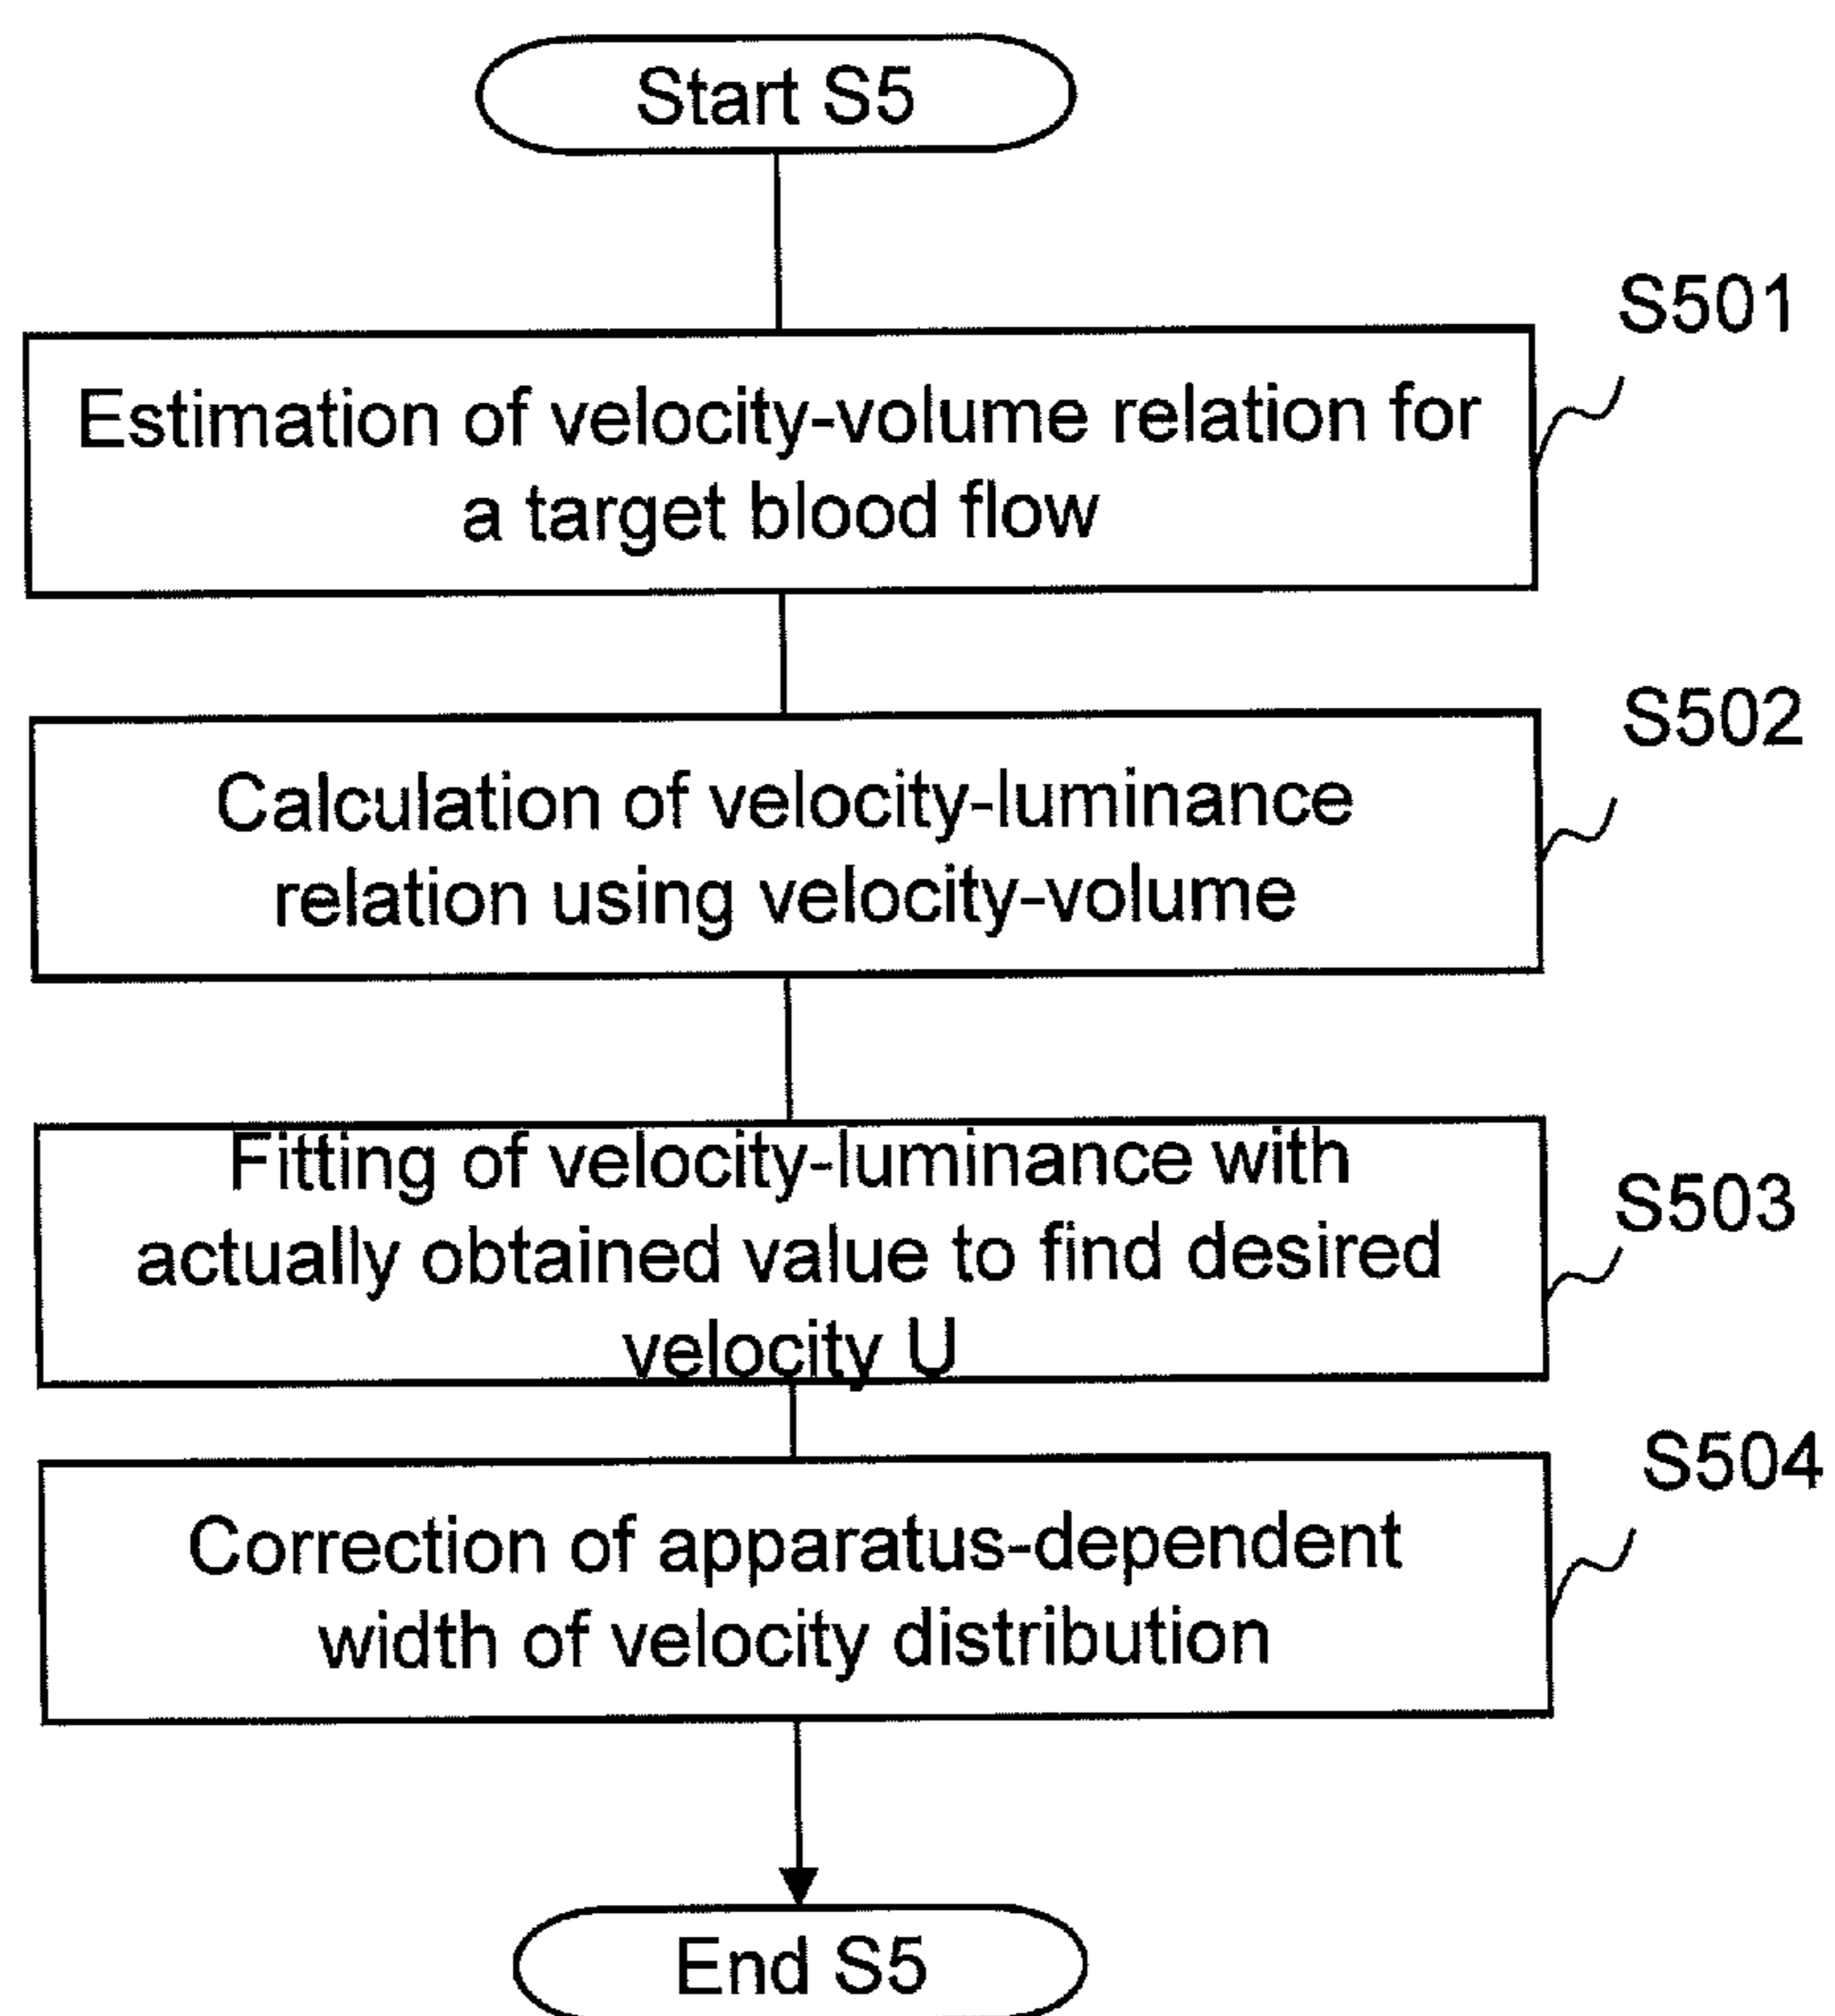 Start S5
S501
Estimation of velocity-volume relation for
a target blood flow
S502
Calculation of velocity-luminance
relation using velocity-volume
Fitting of velocity-luminance with
S503
actually obtained value to find desired
velocity U
S504
Correction of apparatus-dependent
width of velocity distribution
End S5